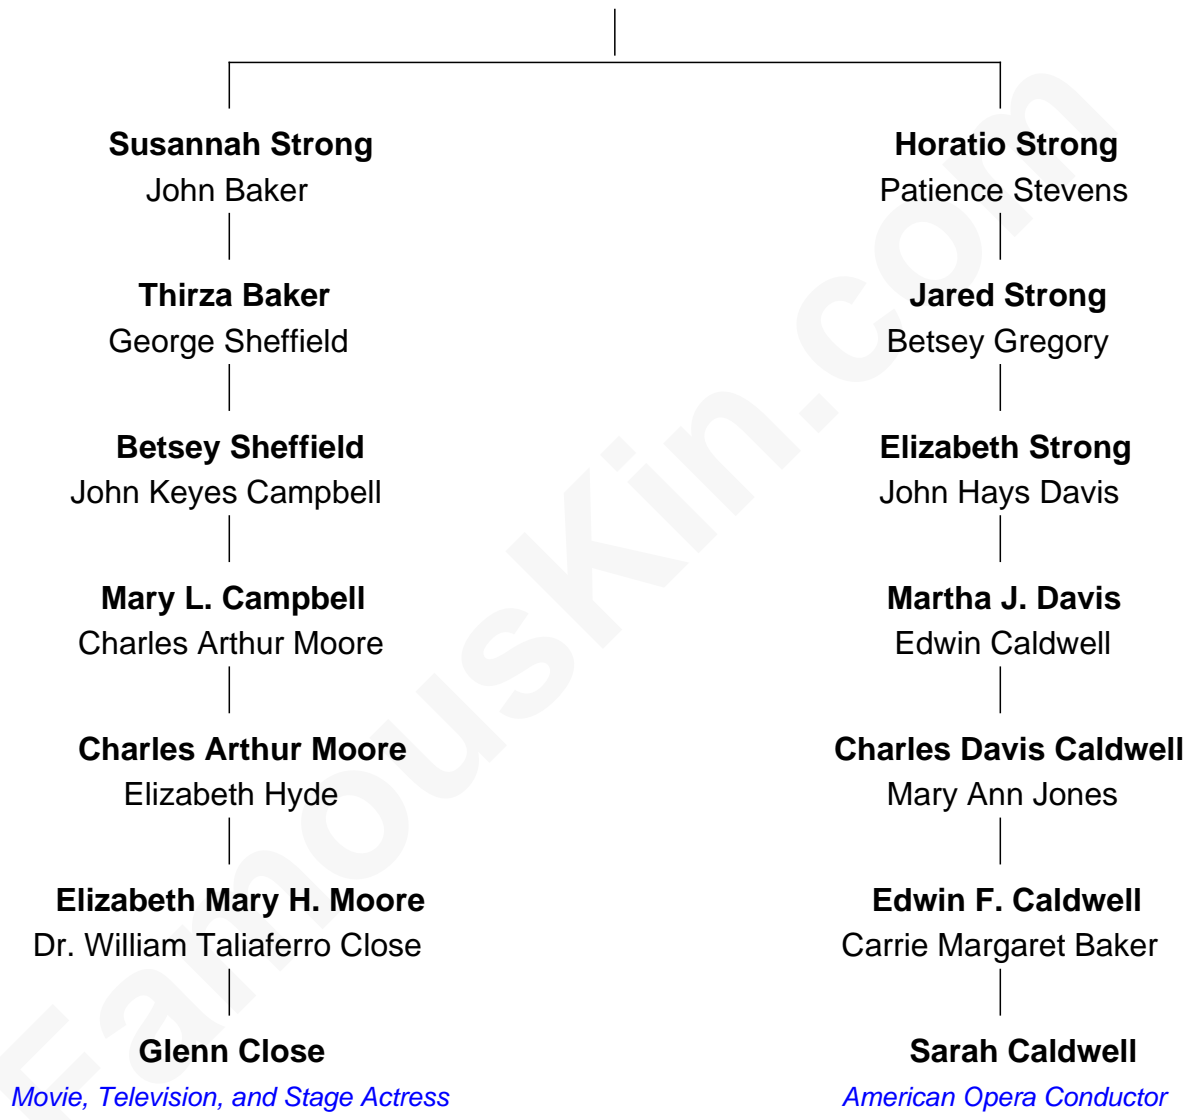 Susannah Strong
John Baker
Thirza Baker
George Sheffield
Betsey Sheffield
John Keyes Campbell
Mary L. Campbell
Charles Arthur Moore
Charles Arthur Moore
Elizabeth Hyde
Elizabeth Mary H. Moore
Dr. William Taliaferro Close
Glenn Close
Movie, Television, and Stage Actress
Horatio Strong
Patience Stevens
Jared Strong
Betsey Gregory
Elizabeth Strong
John Hays Davis
Martha J. Davis
Edwin Caldwell
Charles Davis Caldwell
Mary Ann Jones
Edwin F. Caldwell
Carrie Margaret Baker
Sarah Caldwell
American Opera Conductor
FamousKin.com